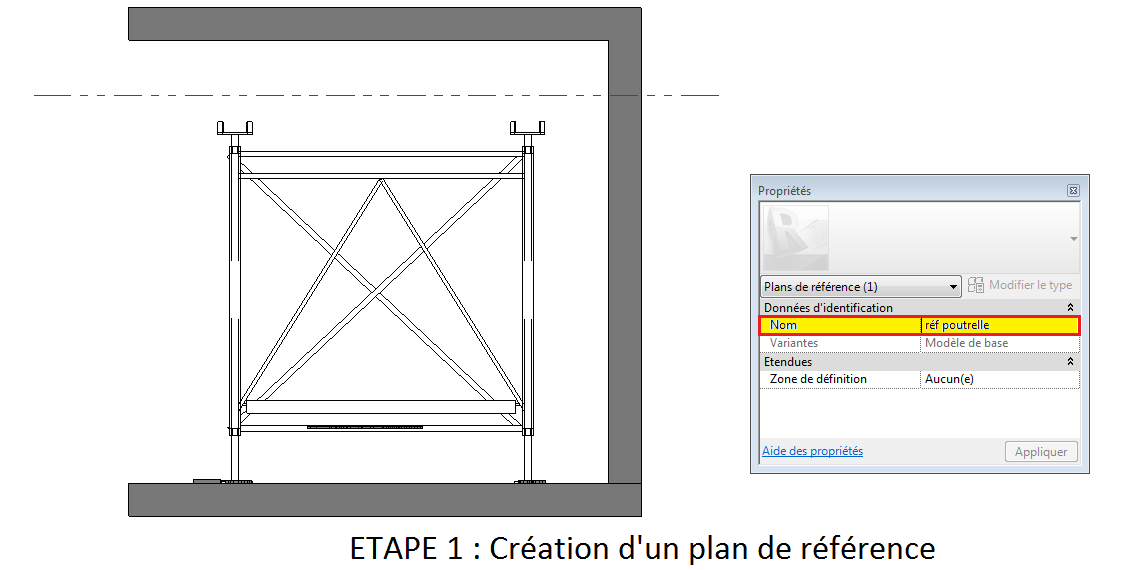 Propriétés
Plans de référence (1)
Modifier le type
Données d'identification
Nom réf poutrelle
Variantes Modèle de base
Etendues
Zone de définition Aucun(e)
Aide des propriétés
Appliquer
ETAPE 1 : Création d'un plan de référence